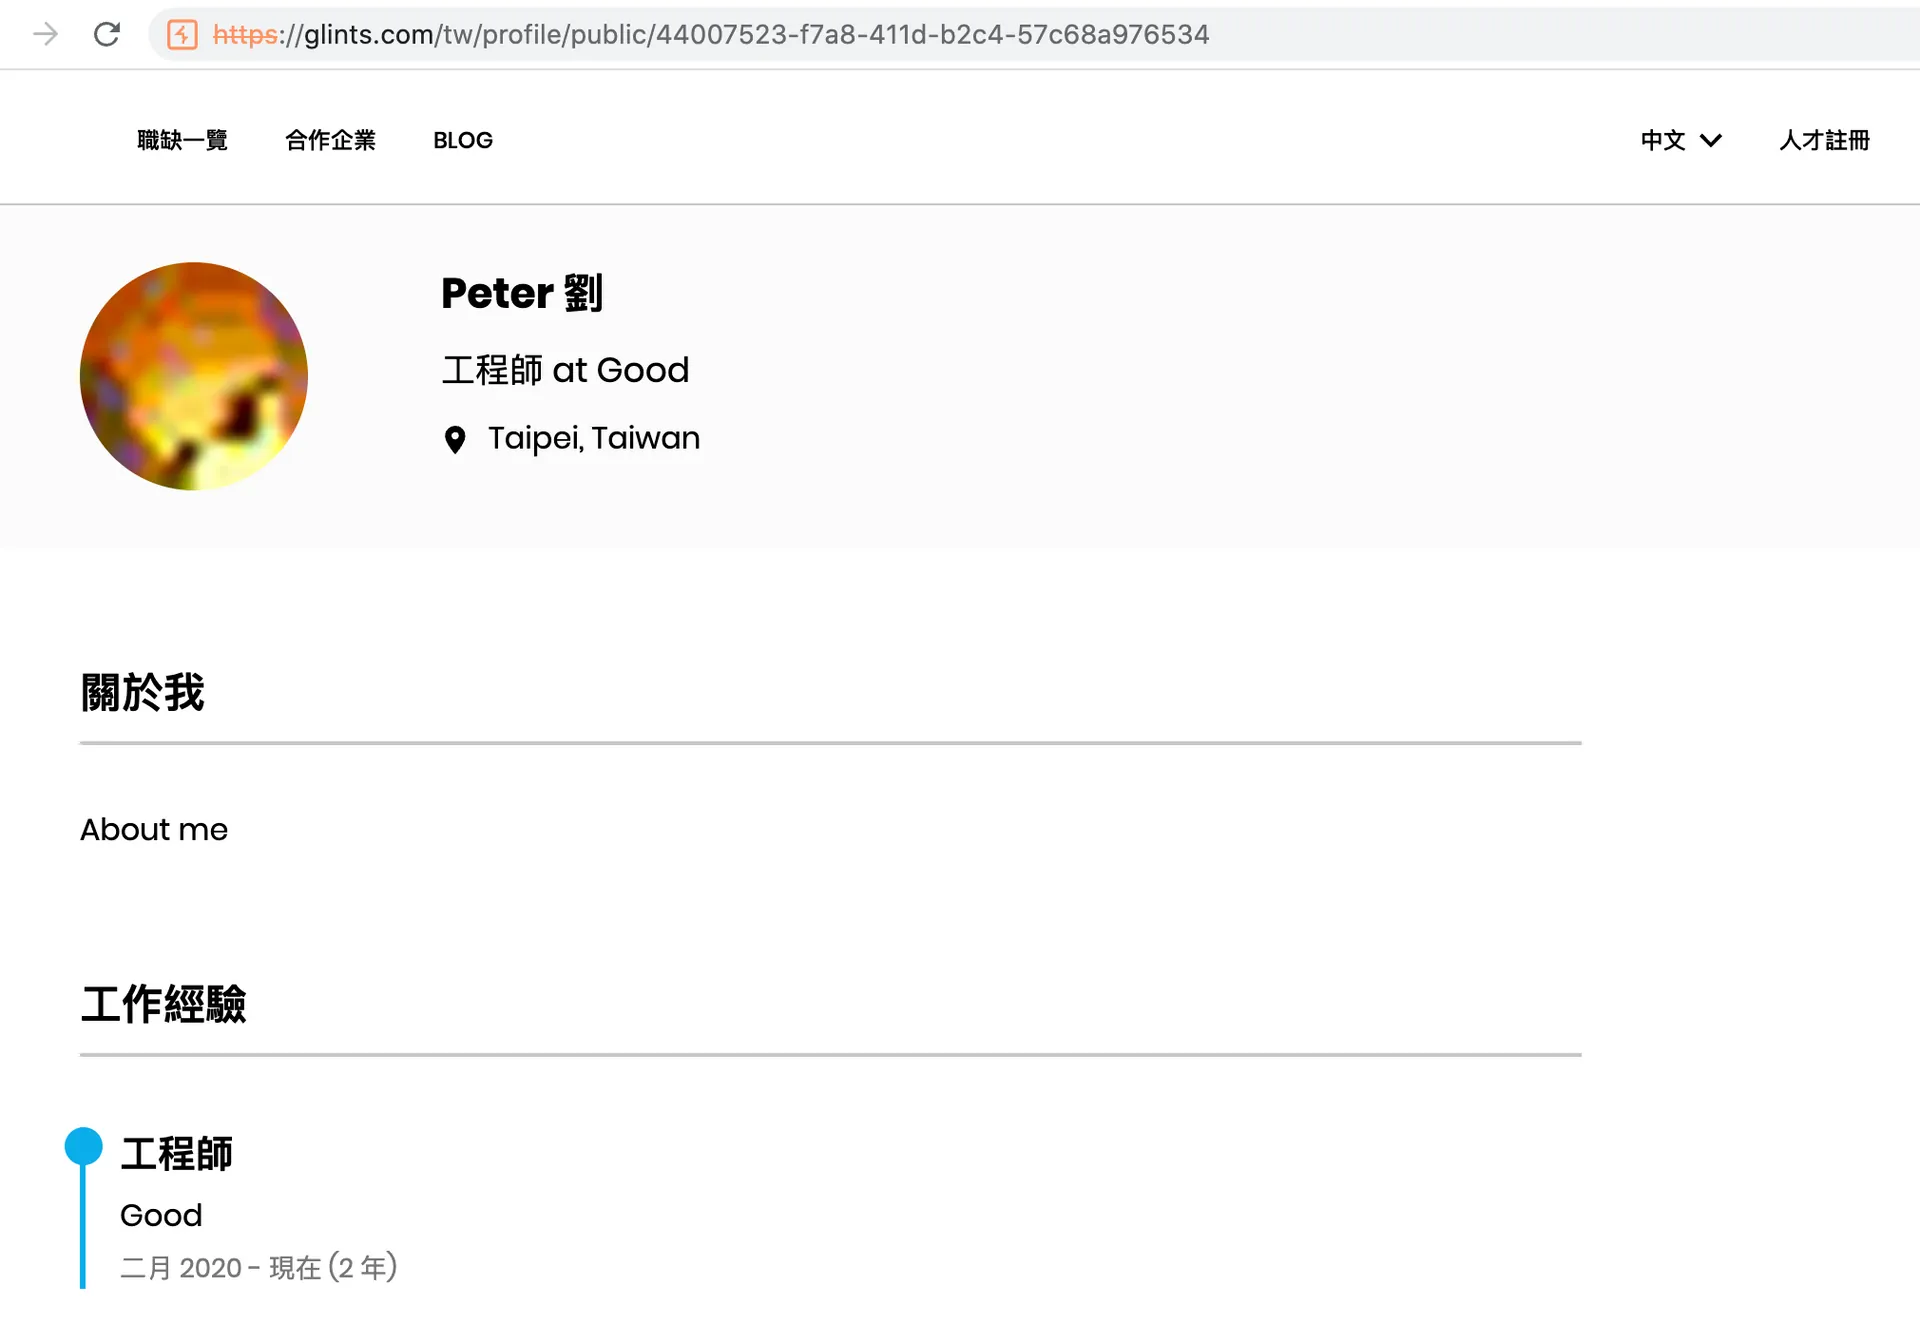 https://glints.com/tw/profile/public/44007523-f7a8-411d-b2c4-57c68a976534
職缺一覽 合作企業 BLOG 中文 人才註冊
Peter 劉
工程師 at Good
Taipei, Taiwan
關於我
About me
工作經驗
工程師
Good
二月 2020 - 現在 (2 年)